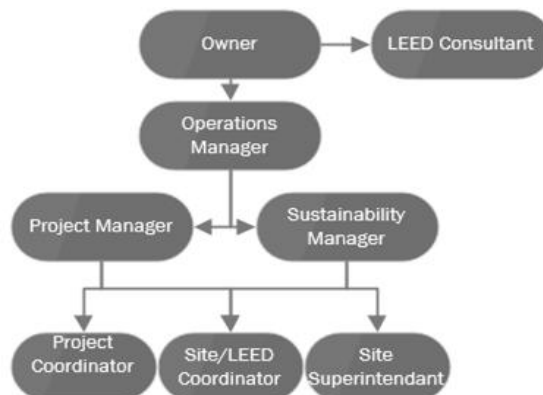 Owner
LEED Consultant
Operations
Manager
Project Manager
Sustainability
Manager
Project
Coordinator
Site/LEED
Coordinator
Site
Superintendant